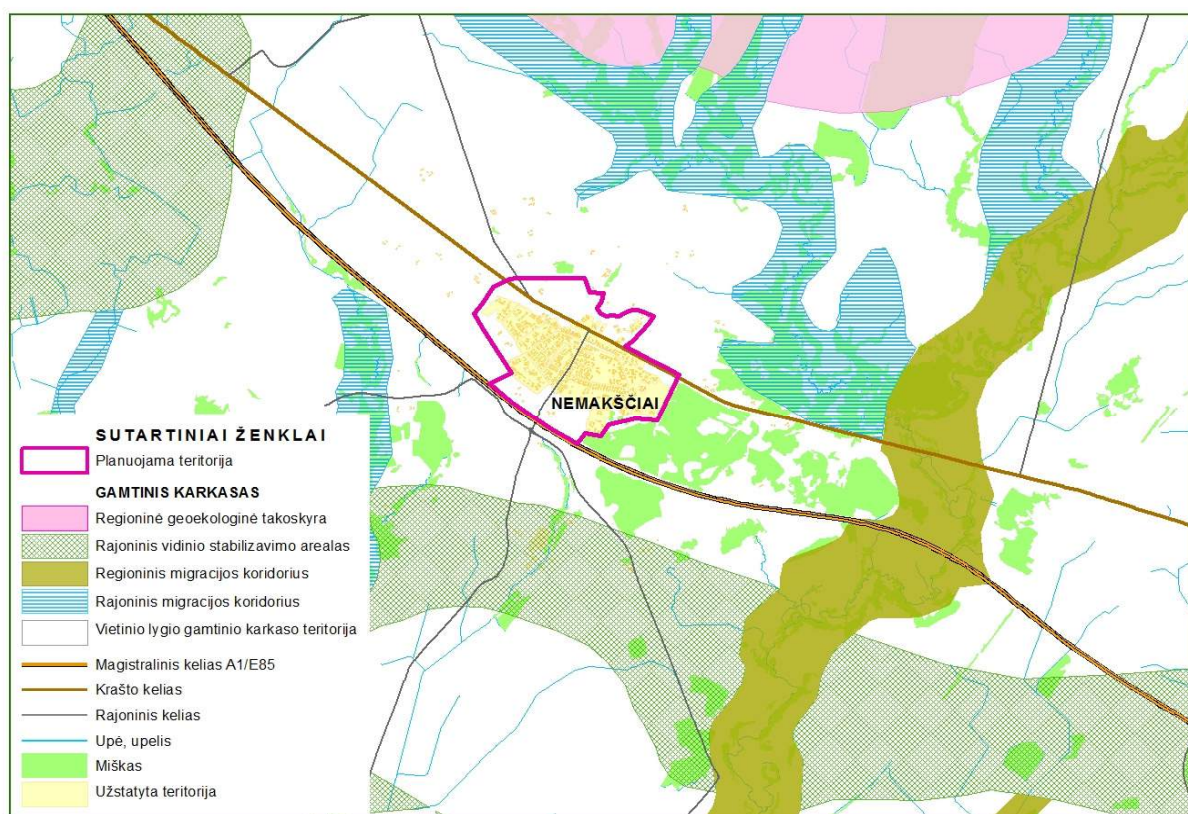 NEMAKŠČIAI
SUTARTINIAI ŽENKLAI
Planuojama teritorija
GAMTINIS KARKASAS
Regioninė geoekologinė takoskyra
Rajoninis vidinio stabilizavimo arealas
Regioninis migracijos koridorius
Rajoninis migracijos koridorius
Vietinio lygio gamtinio karkaso teritorija
Magistralinis kelias A1/E85
Krašto kelias
Rajoninis kelias
Upė, upelis
Miškas
Užstatyta teritorija